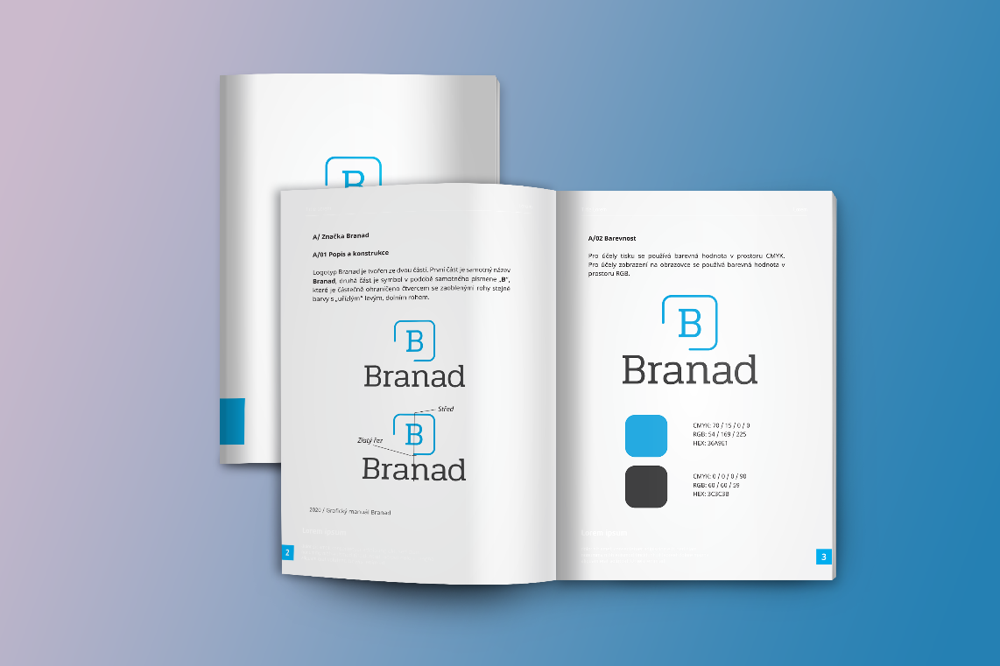 B
A/ Značka Branad
A/01 Popis a konstrukce
Logotyp Branad je tvořen ze dvou částí. První část je samotný název
Branad, druhá část je symbol v podobě samotného písmene „B“,
které je částečně ohraničeno čtvercem se zaoblenými rohy stejné
barvy s „uřízlým“ levým, dolním rohem.
B
Branad
Střed
B
Zlatý řez
Branad
2020 / Grafický manuál Branad
2
A/02 Barevnost
Pro účely tisku se používá barevná hodnota v prostoru CMYK.
Pro účely zobrazení na obrazovce se používá barevná hodnota v
prostoru RGB.
B
Branad
CMYK: 70 / 15 / 0 / 0
RGB: 54 / 169 / 225
HEX: 36A9E1
CMYK: 0 / 0 / 0 / 90
RGB: 60 / 60 / 59
HEX: 3C3C3B
Lorem Ipsum
3